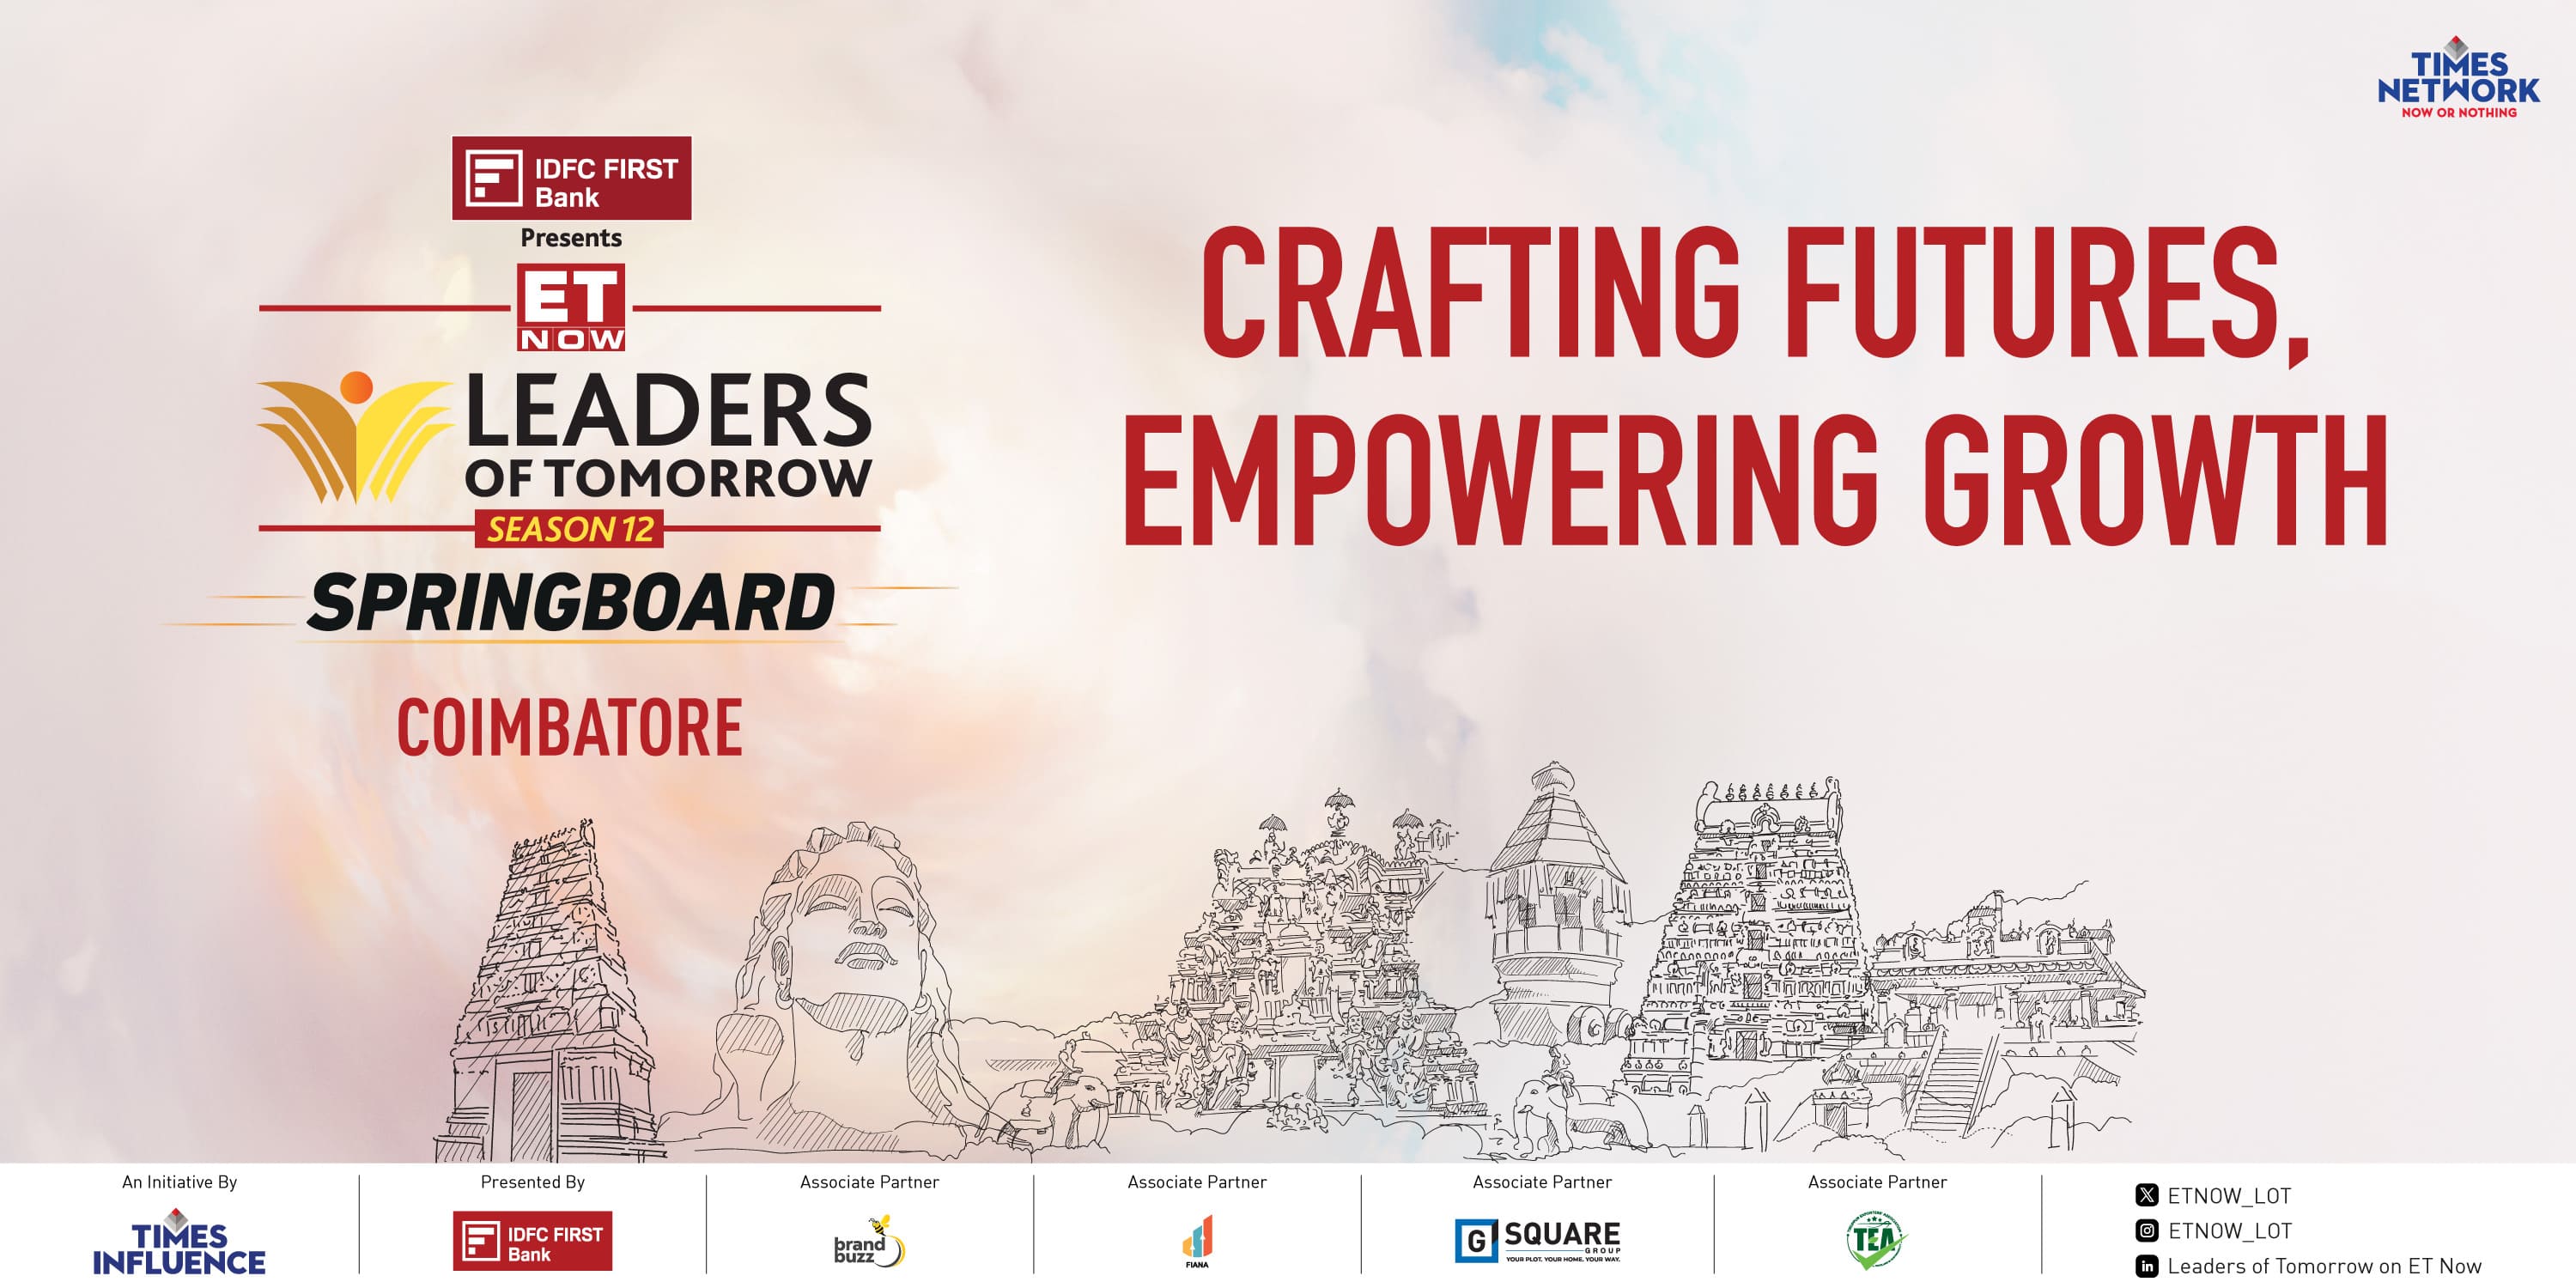 TIMES
NETWORK
NOW OR NOTHING
IDFC FIRST
Bank
Presents
ET
NOW
LEADERS
OF TOMORROW
SEASON 12
SPRINGBOARD
COIMBATORE
CRAFTING FUTURES,
EMPOWERING GROWTH
An Initiative By
TIMES
INFLUENCE
Presented By
IDFC FIRST
Bank
Associate Partner
brand
buzz
Associate Partner
FIANA
Associate Partner
G SQUARE
GROUP
YOUR PLOT. YOUR HOME. YOUR WAY.
Associate Partner
TEA
ETNOW_LOT
ETNOW_LOT
Leaders of Tomorrow on ET Now